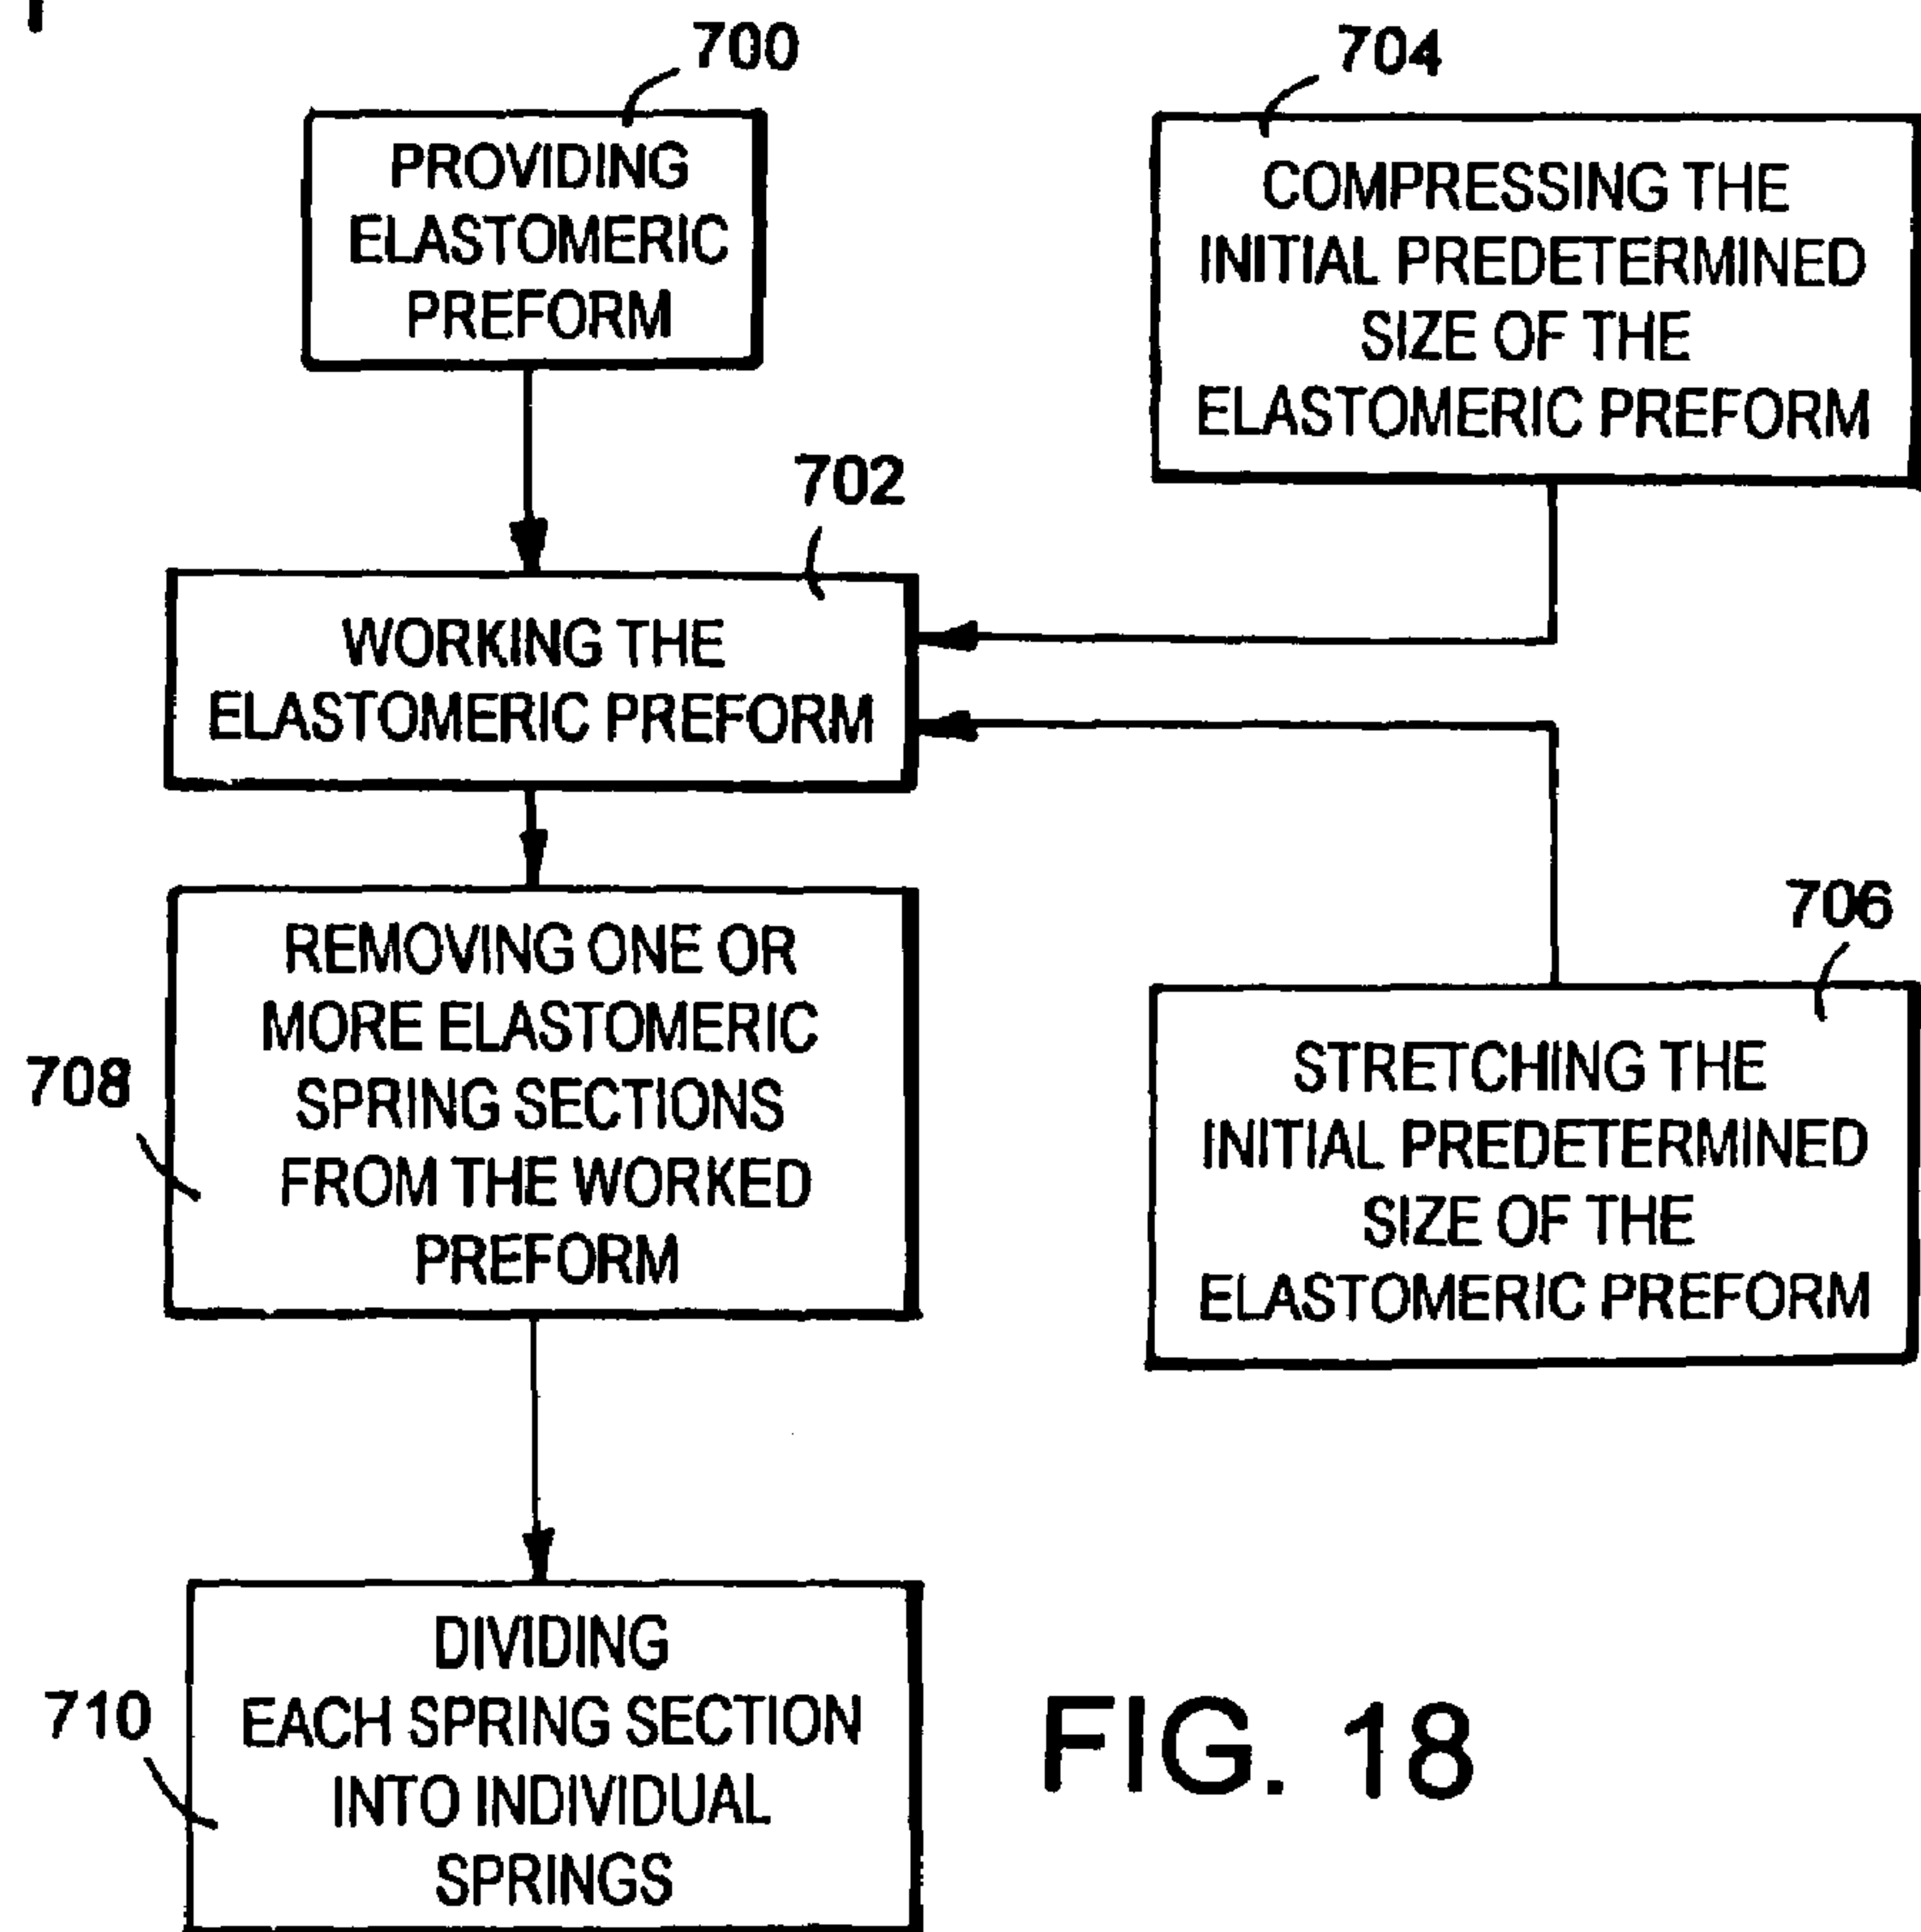 700
PROVIDING
ELASTOMERIC
PREFORM
704
COMPRESSING THE
INITIAL PREDETERMINED
SIZE OF THE
ELASTOMERIC PREFORM
702
WORKING THE
ELASTOMERIC PREFORM
708
REMOVING ONE OR
MORE ELASTOMERIC
SPRING SECTIONS
FROM THE WORKED
PREFORM
706
STRETCHING THE
INITIAL PREDETERMINED
SIZE OF THE
ELASTOMERIC PREFORM
710
DIVIDING
EACH SPRING SECTION
INTO INDIVIDUAL
SPRINGS
FIG. 18